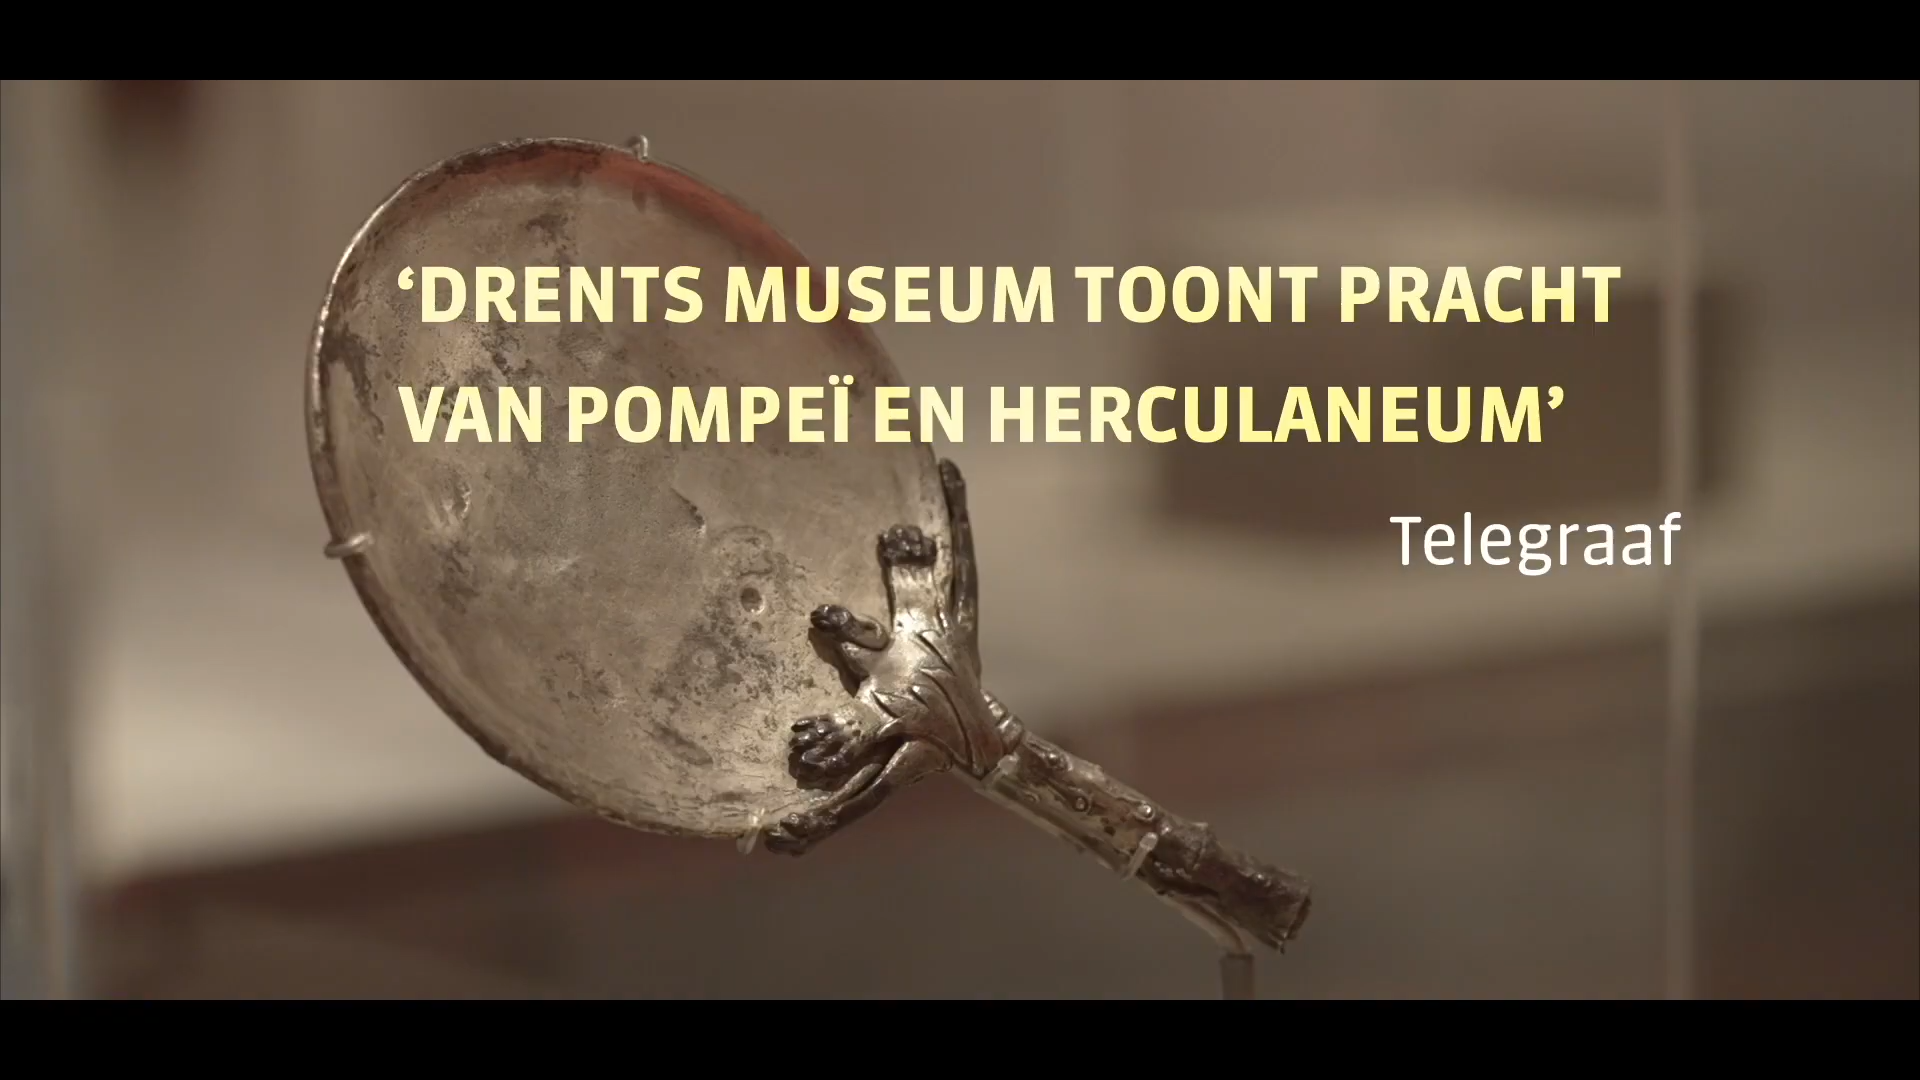 ‘DRENTS MUSEUM TOONT PRACHT
VAN POMPEÏ EN HERCULANEUM’
Telegraaf